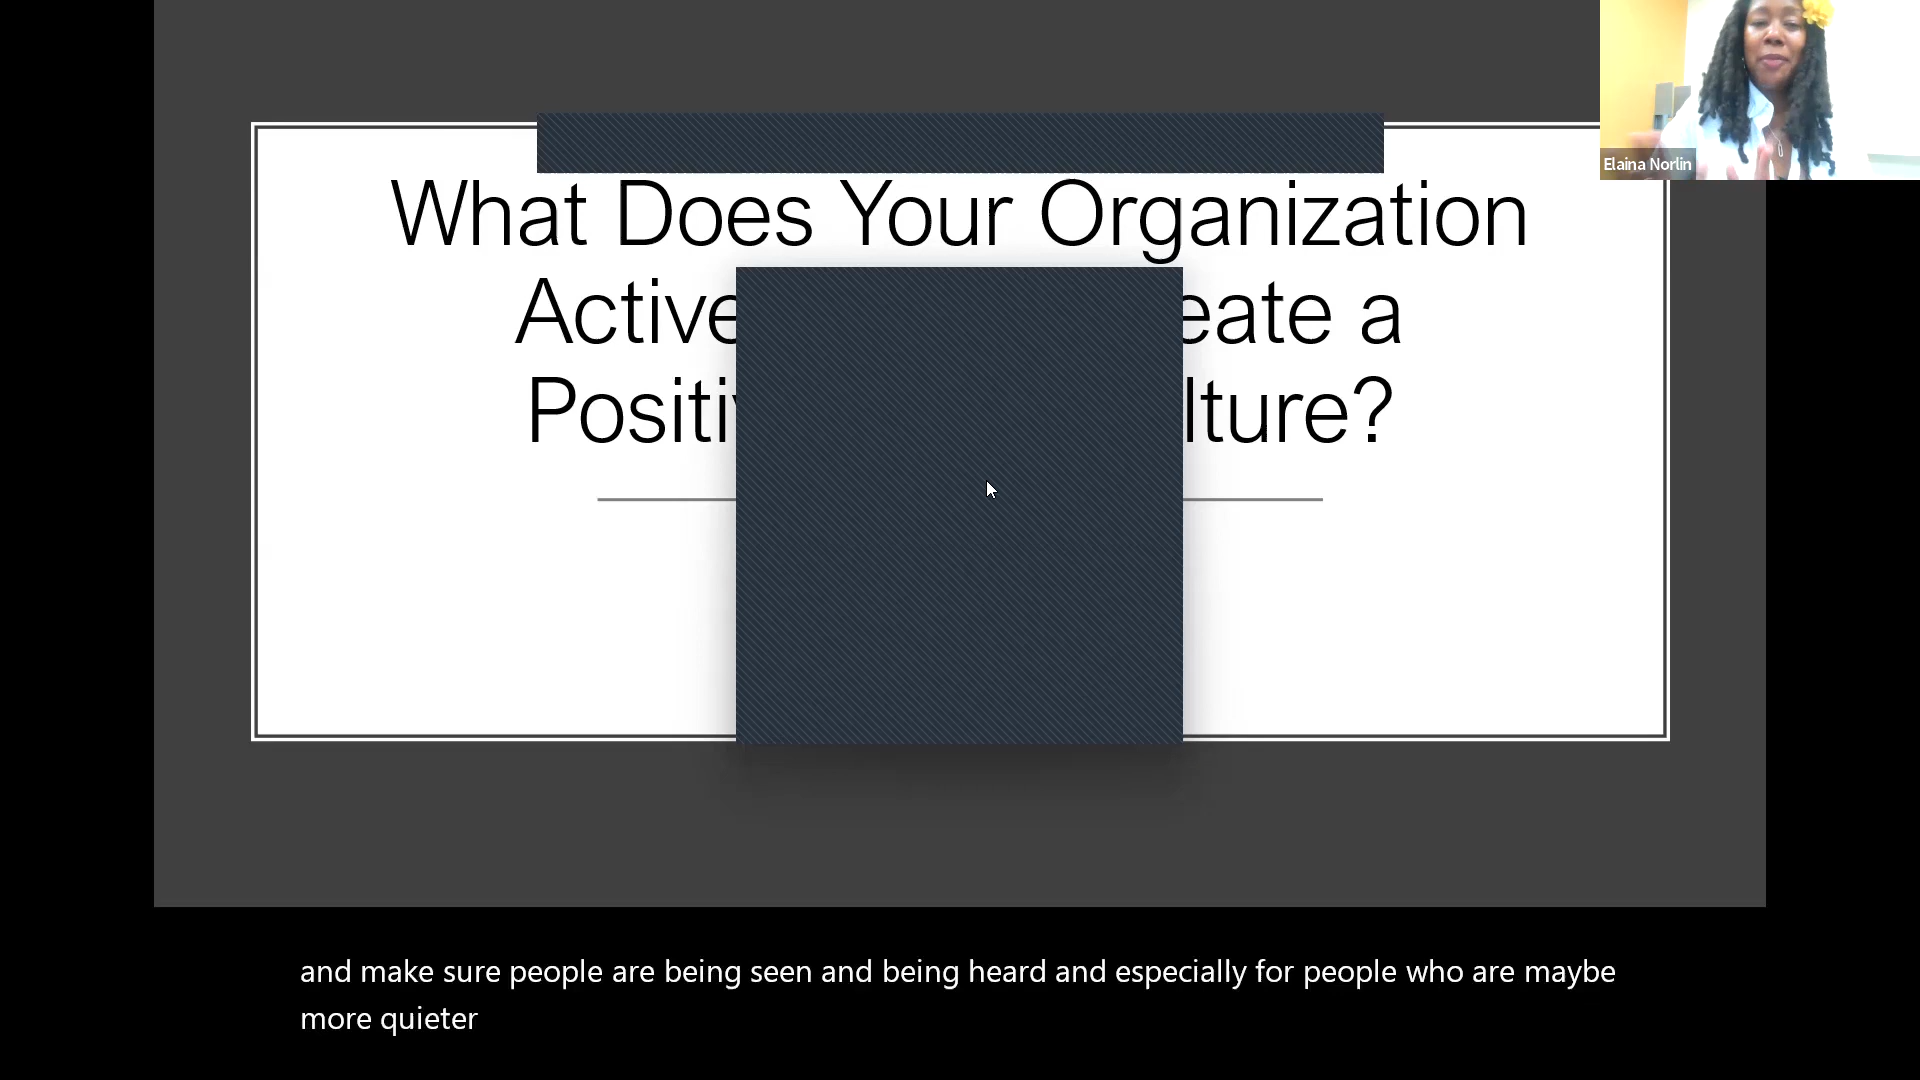 What Does Your Organization
Active eate a
Positiv lture?
Elaina Norlin
and make sure people are being seen and being heard and especially for people who are maybe
more quieter